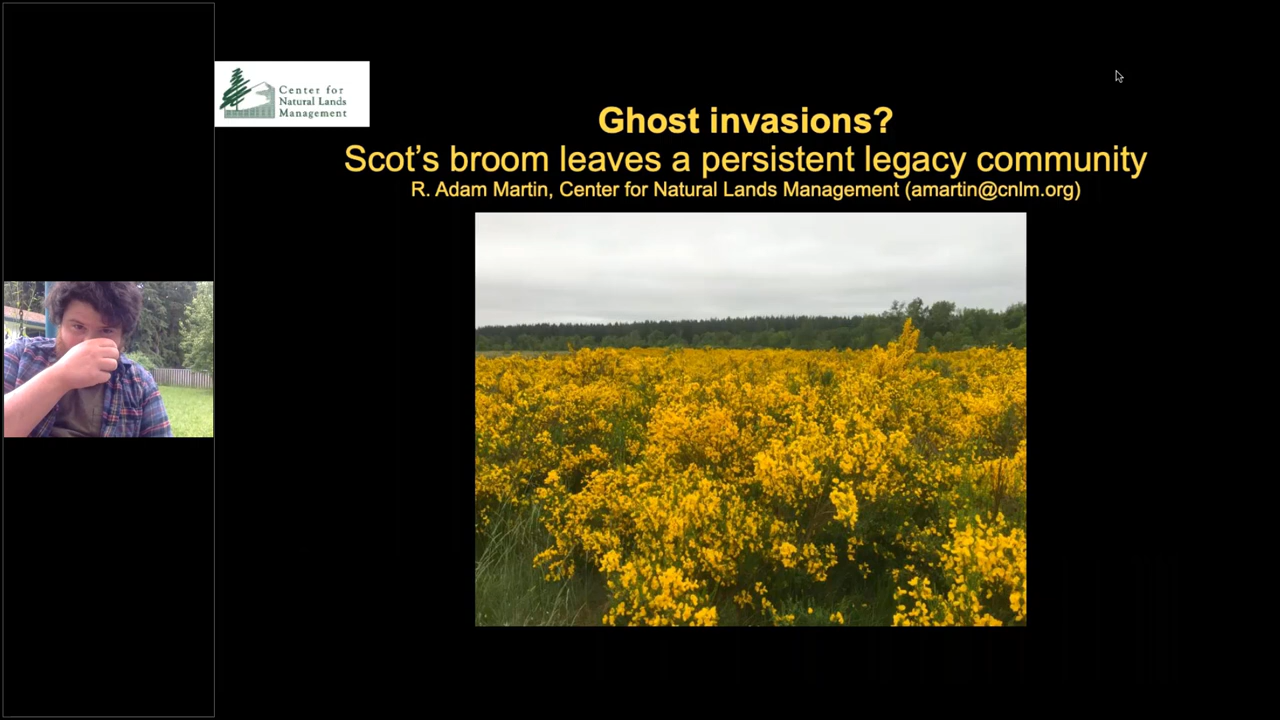 Center for
Natural Lands
Management
Ghost invasions?
Scot's broom leaves a persistent legacy community
R. Adam Martin, Center for Natural Lands Management (amartin@cnlm.org)